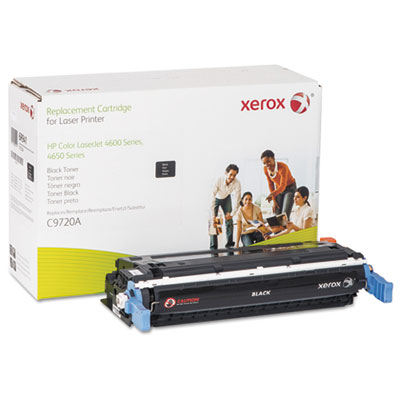 xerox
Replacement Cartridge
for Laser Printer
HP Color LaserJet 4600 Series,
4650 Series
Black Toner
Toner noir
Toner negro
Toner Black
Toner preto
C9720A
CAUTION
BLACK
xerox